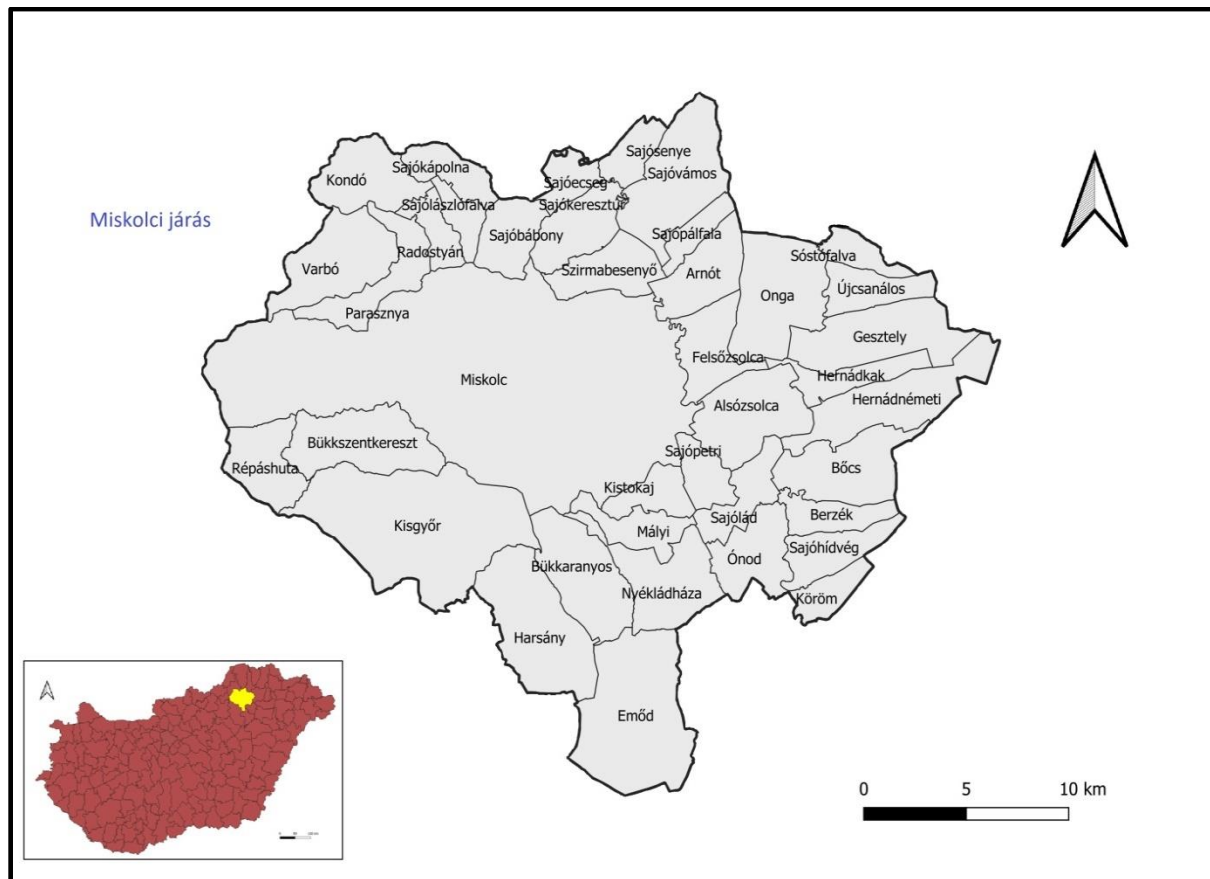 Miskolci járás
Sajósenye
Sajókápolna
Sajóvámos
Kondó
Sajóecseg
Sajólászlófalva
Sajókeresztúr
Sajóbábony
Sajópálfala
Radostyán
Sóstófalva
Varbó
Szirmabesenyő
Arnót
Újcsanálos
Onga
Parasznya
Gesztely
Felsőzsolca
Hernádkak
Miskolc
Hernádnémeti
Alsózsolca
Bükkszentkereszt
Sajópetri
Répáshuta
Bőcs
Kistokaj
Berzék
Sajólád
Kisgyőr
Mályi
Sajóhídvég
Ónod
Bükkaranyos
Nyékládháza
Köröm
Harsány
Emőd
0 5 10 km